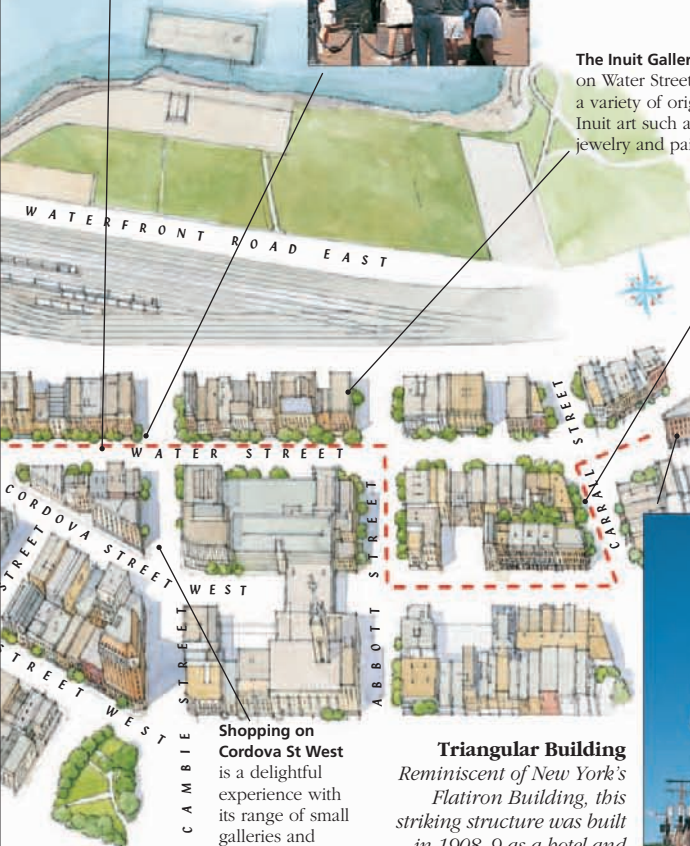 The Inuit
on Water Street
a variety of
Inuit art such
jewelry and
WATERFRONT ROAD EAST
WATER STREET
STREET
CARRALL
CORDOVA STREET WEST
STREET
ABBOTT STREET
STREET WEST
CAMBIE STREET
Shopping on
Cordova St West
is a delightful
experience with
its range of small
galleries and
Triangular Building
Reminiscent of New York's
Flatiron Building, this
striking structure was built
in 1908–9 as a hotel and